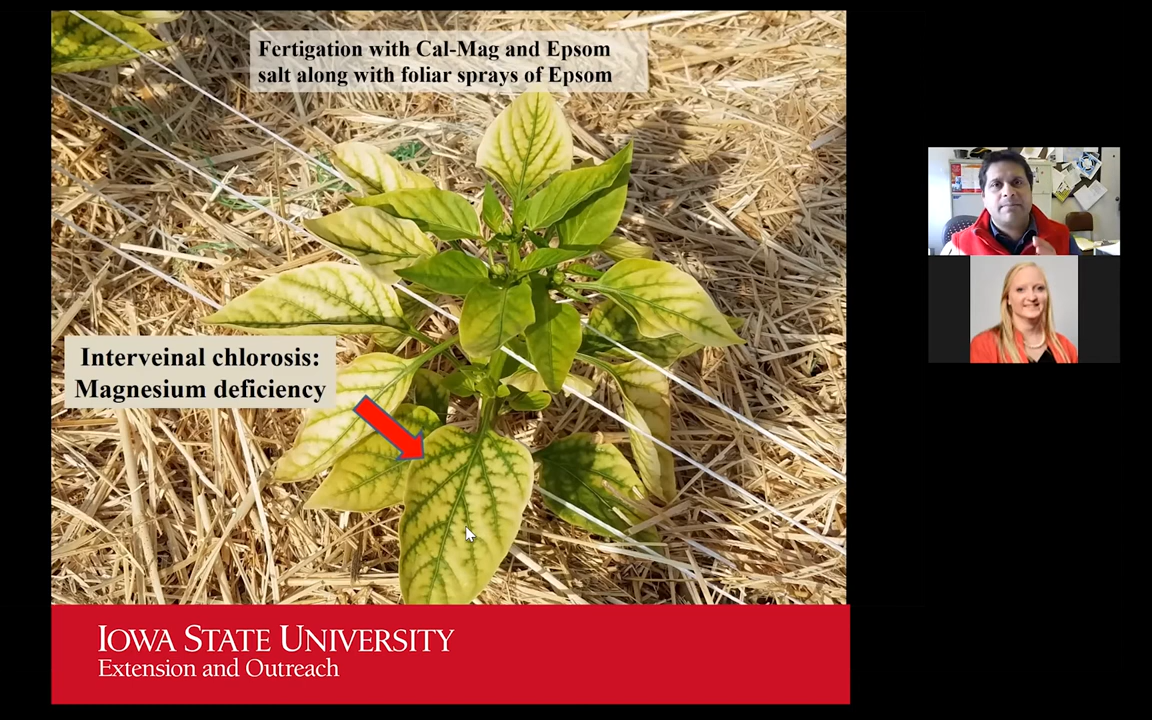 Fertigation with Cal-Mag and Epsom
salt along with foliar sprays of Epsom
Interveinal chlorosis:
Magnesium deficiency
IOWA STATE UNIVERSITY
Extension and Outreach